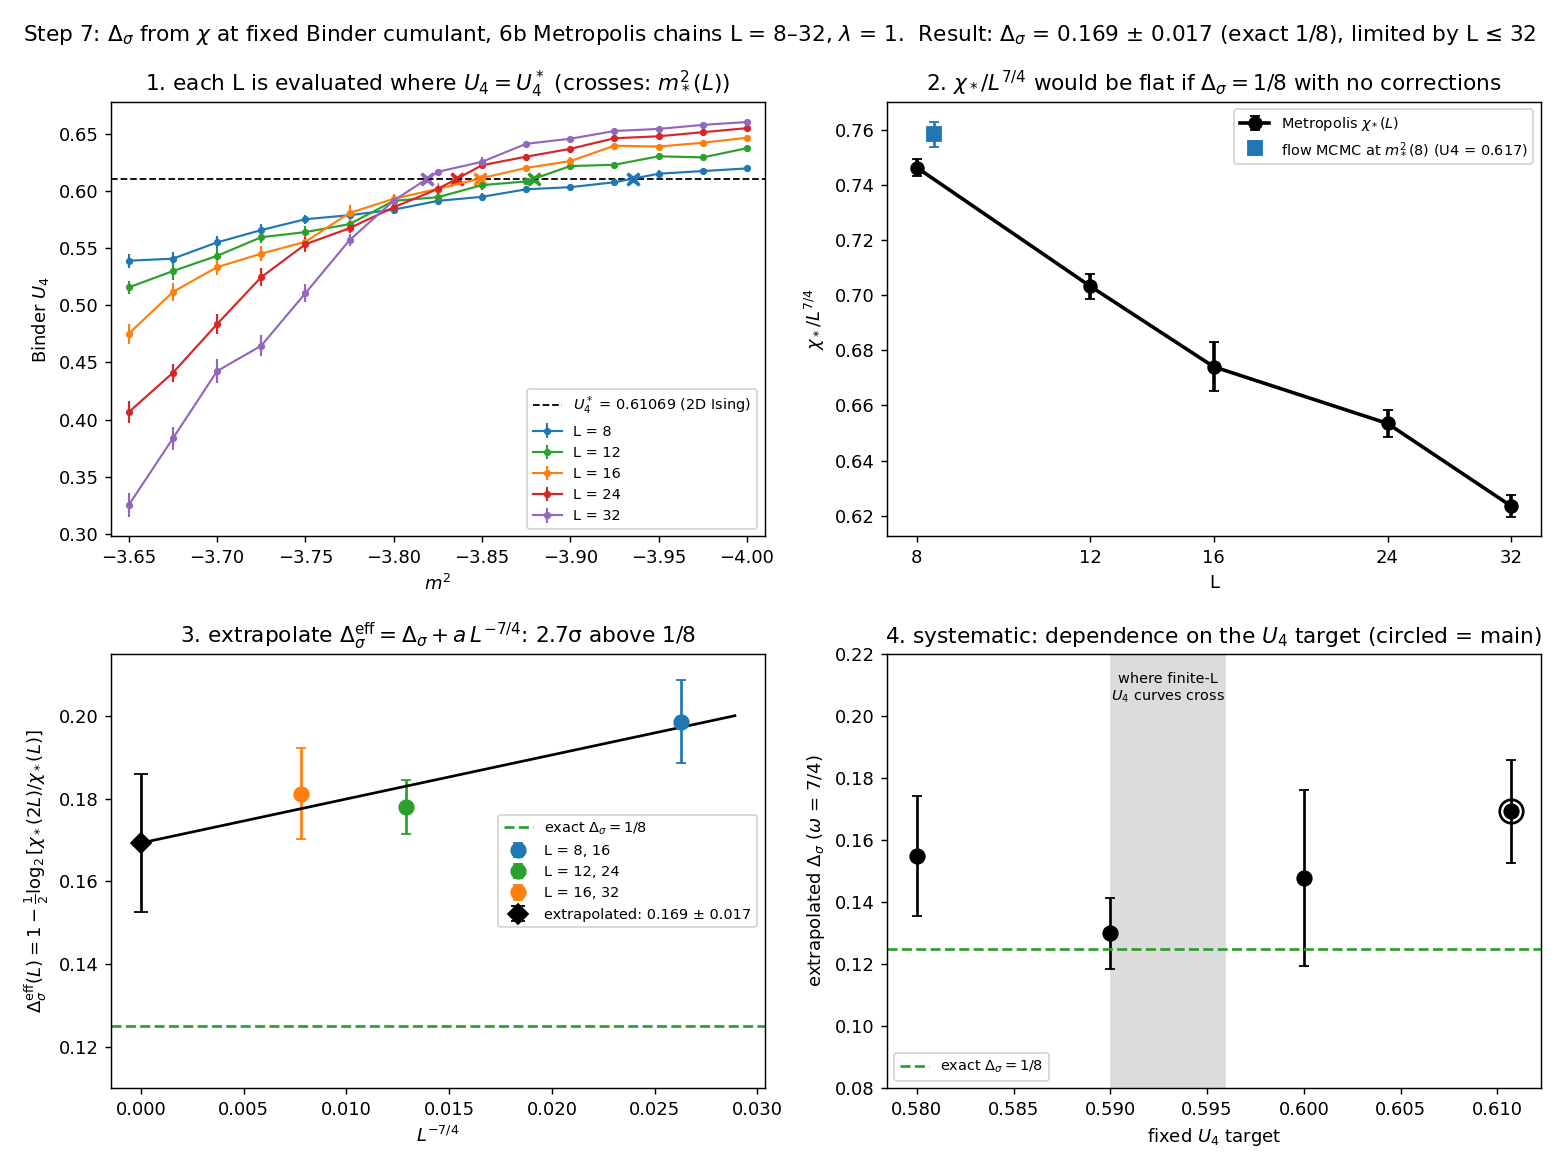 Step 7: Δσ from χ at fixed Binder cumulant, 6b Metropolis chains L = 8–32, λ = 1.  Result: Δσ = 0.169 ± 0.017 (exact 1/8), limited by L ≤ 32
1. each L is evaluated where U₄ = U₄* (crosses: m²*(L))
0.65
0.60
0.55
0.50
0.45
0.40
0.35
0.30
Binder U₄
U₄* = 0.61069 (2D Ising)
L = 8
L = 12
L = 16
L = 24
L = 32
−3.65
−3.70
−3.75
−3.80
−3.85
−3.90
−3.95
−4.00
m²
2. χ*/L^7/4 would be flat if Δσ = 1/8 with no corrections
0.76
0.74
0.72
0.70
0.68
0.66
0.64
0.62
χ*/L^7/4
Metropolis χ*(L)
flow MCMC at m²*(8) (U4 = 0.617)
8
12
16
24
32
L
3. extrapolate Δσ^eff = Δσ + a L^−7/4: 2.7σ above 1/8
0.20
0.18
0.16
0.14
0.12
Δσ^eff(L) = 1 − ½log₂[χ*(2L)/χ*(L)]
exact Δσ = 1/8
L = 8, 16
L = 12, 24
L = 16, 32
extrapolated: 0.169 ± 0.017
0.000
0.005
0.010
0.015
0.020
0.025
0.030
L^−7/4
4. systematic: dependence on the U₄ target (circled = main)
0.22
0.20
0.18
0.16
0.14
0.12
0.10
0.08
extrapolated Δσ (ω = 7/4)
where finite-L
U₄ curves cross
exact Δσ = 1/8
0.580
0.585
0.590
0.595
0.600
0.605
0.610
fixed U₄ target